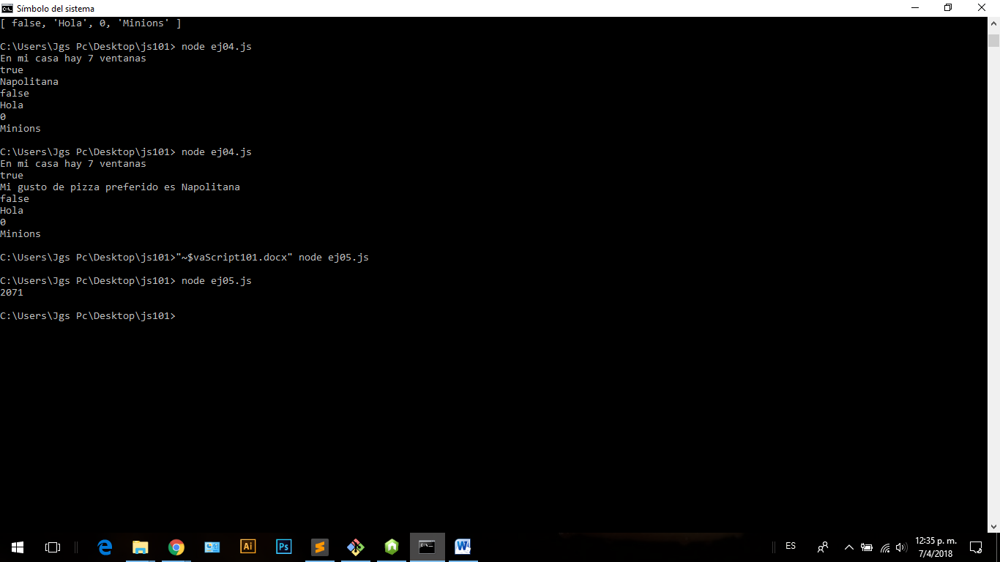 Símbolo del sistema
[ false, 'Hola', 0, 'Minions' ]
C:\Users\Jgs Pc\Desktop\js101> node ej04.js
En mi casa hay 7 ventanas
true
Napolitana
false
Hola
0
Minions
C:\Users\Jgs Pc\Desktop\js101> node ej04.js
En mi casa hay 7 ventanas
true
Mi gusto de pizza preferido es Napolitana
false
Hola
0
Minions
C:\Users\Jgs Pc\Desktop\js101>"~$vaScript101.docx" node ej05.js
C:\Users\Jgs Pc\Desktop\js101> node ej05.js
2071
C:\Users\Jgs Pc\Desktop\js101>
Ai Ps ES 12:35 p. m.
7/4/2018